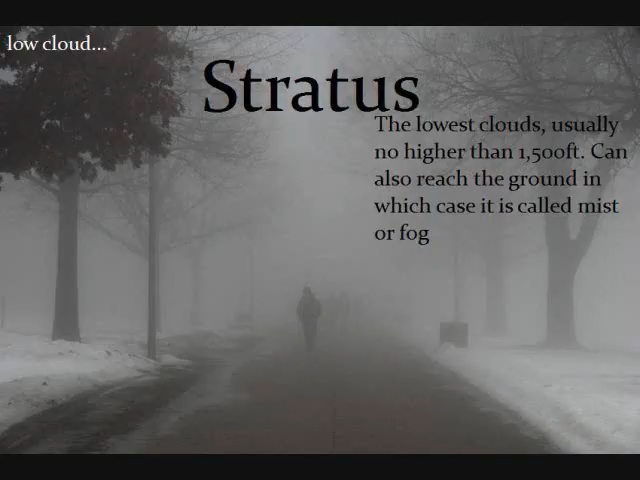 low cloud...
Stratus
The lowest clouds, usually
no higher than 1,500ft. Can
also reach the ground in
which case it is called mist
or fog